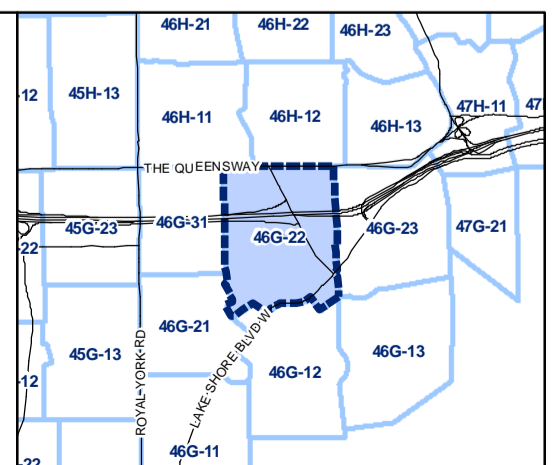 46H-21
46H-22
46H-23
-12
45H-13
46H-11
46H-12
46H-13
47H-11
47
THE QUEENSWAY
45G-23
46G-31
46G-22
46G-23
47G-21
-22
46G-21
45G-13
46G-12
46G-13
-12
ROYAL YORK RD
LAKE SHORE BLVD W
46G-11
-22